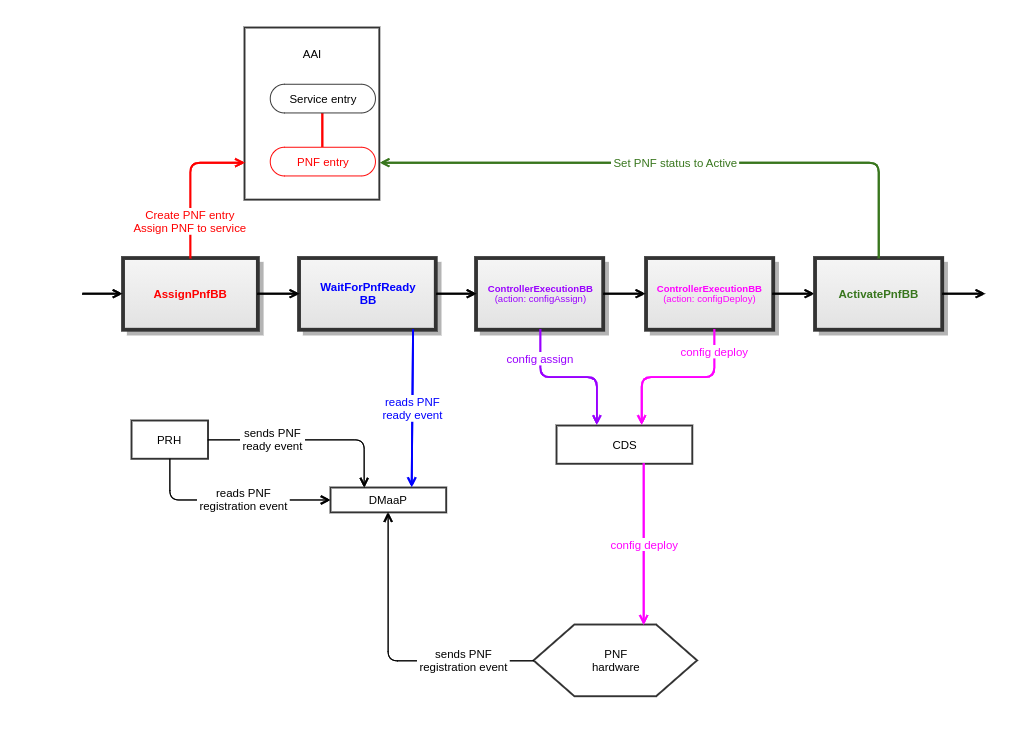 AAI
Service entry
PNF entry
Set PNF status to Active
Create PNF entry
Assign PNF to service
AssignPnfBB
WaitForPnfReady
BB
ControllerExecutionBB
(action: configAssign)
ControllerExecutionBB
(action: configDeploy)
ActivatePnfBB
config assign
config deploy
reads PNF
ready event
PRH
sends PNF
ready event
CDS
reads PNF
registration event
DMaaP
config deploy
sends PNF
registration event
PNF
hardware